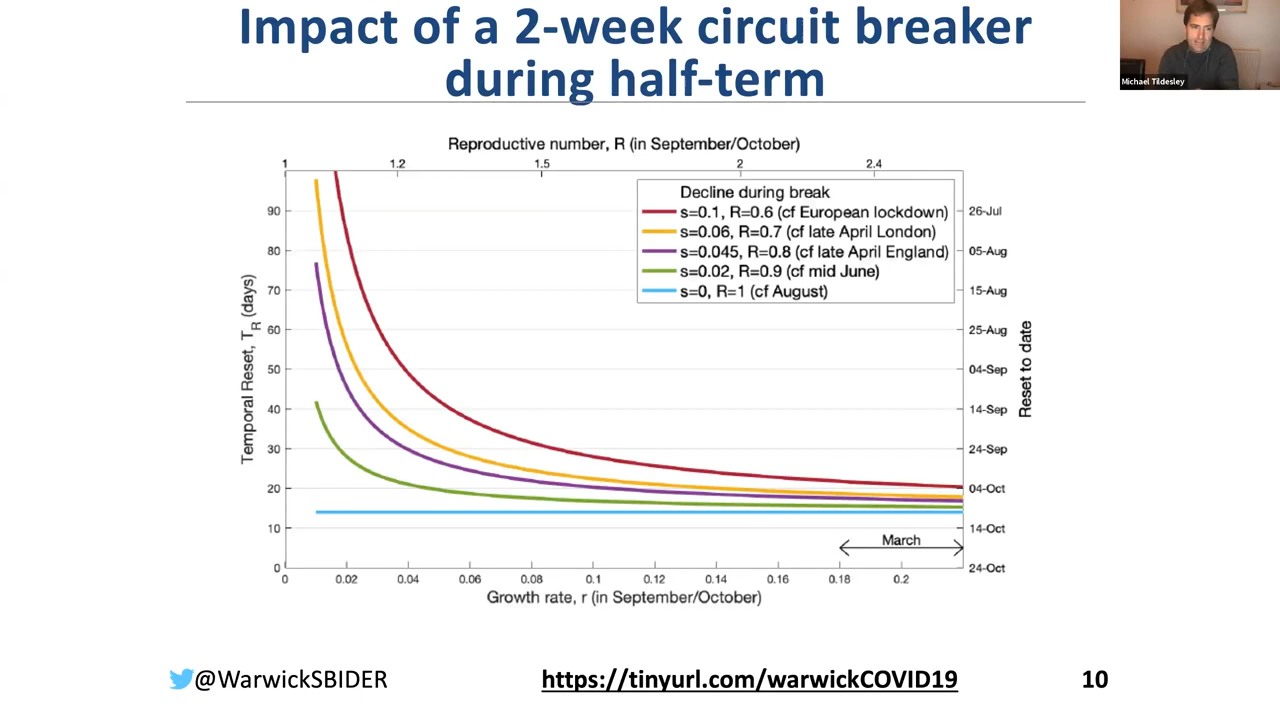 Impact of a 2-week circuit breaker
during half-term
Michael Tildesley
Reproductive number, R (in September/October)
1 1.2 1.5 2 2.4
Decline during break
s=0.1, R=0.6 (cf European lockdown)
s=0.06, R=0.7 (cf late April London)
s=0.045, R=0.8 (cf late April England)
s=0.02, R=0.9 (cf mid June)
s=0, R=1 (cf August)
Temporal Reset, T_R (days)
90
80
70
60
50
40
30
20
10
0
26-Jul
05-Aug
15-Aug
25-Aug
04-Sep
14-Sep
24-Sep
04-Oct
14-Oct
24-Oct
Reset to date
March
0 0.02 0.04 0.06 0.08 0.1 0.12 0.14 0.16 0.18 0.2
Growth rate, r (in September/October)
@WarwickSBIDER
https://tinyurl.com/warwickCOVID19
10